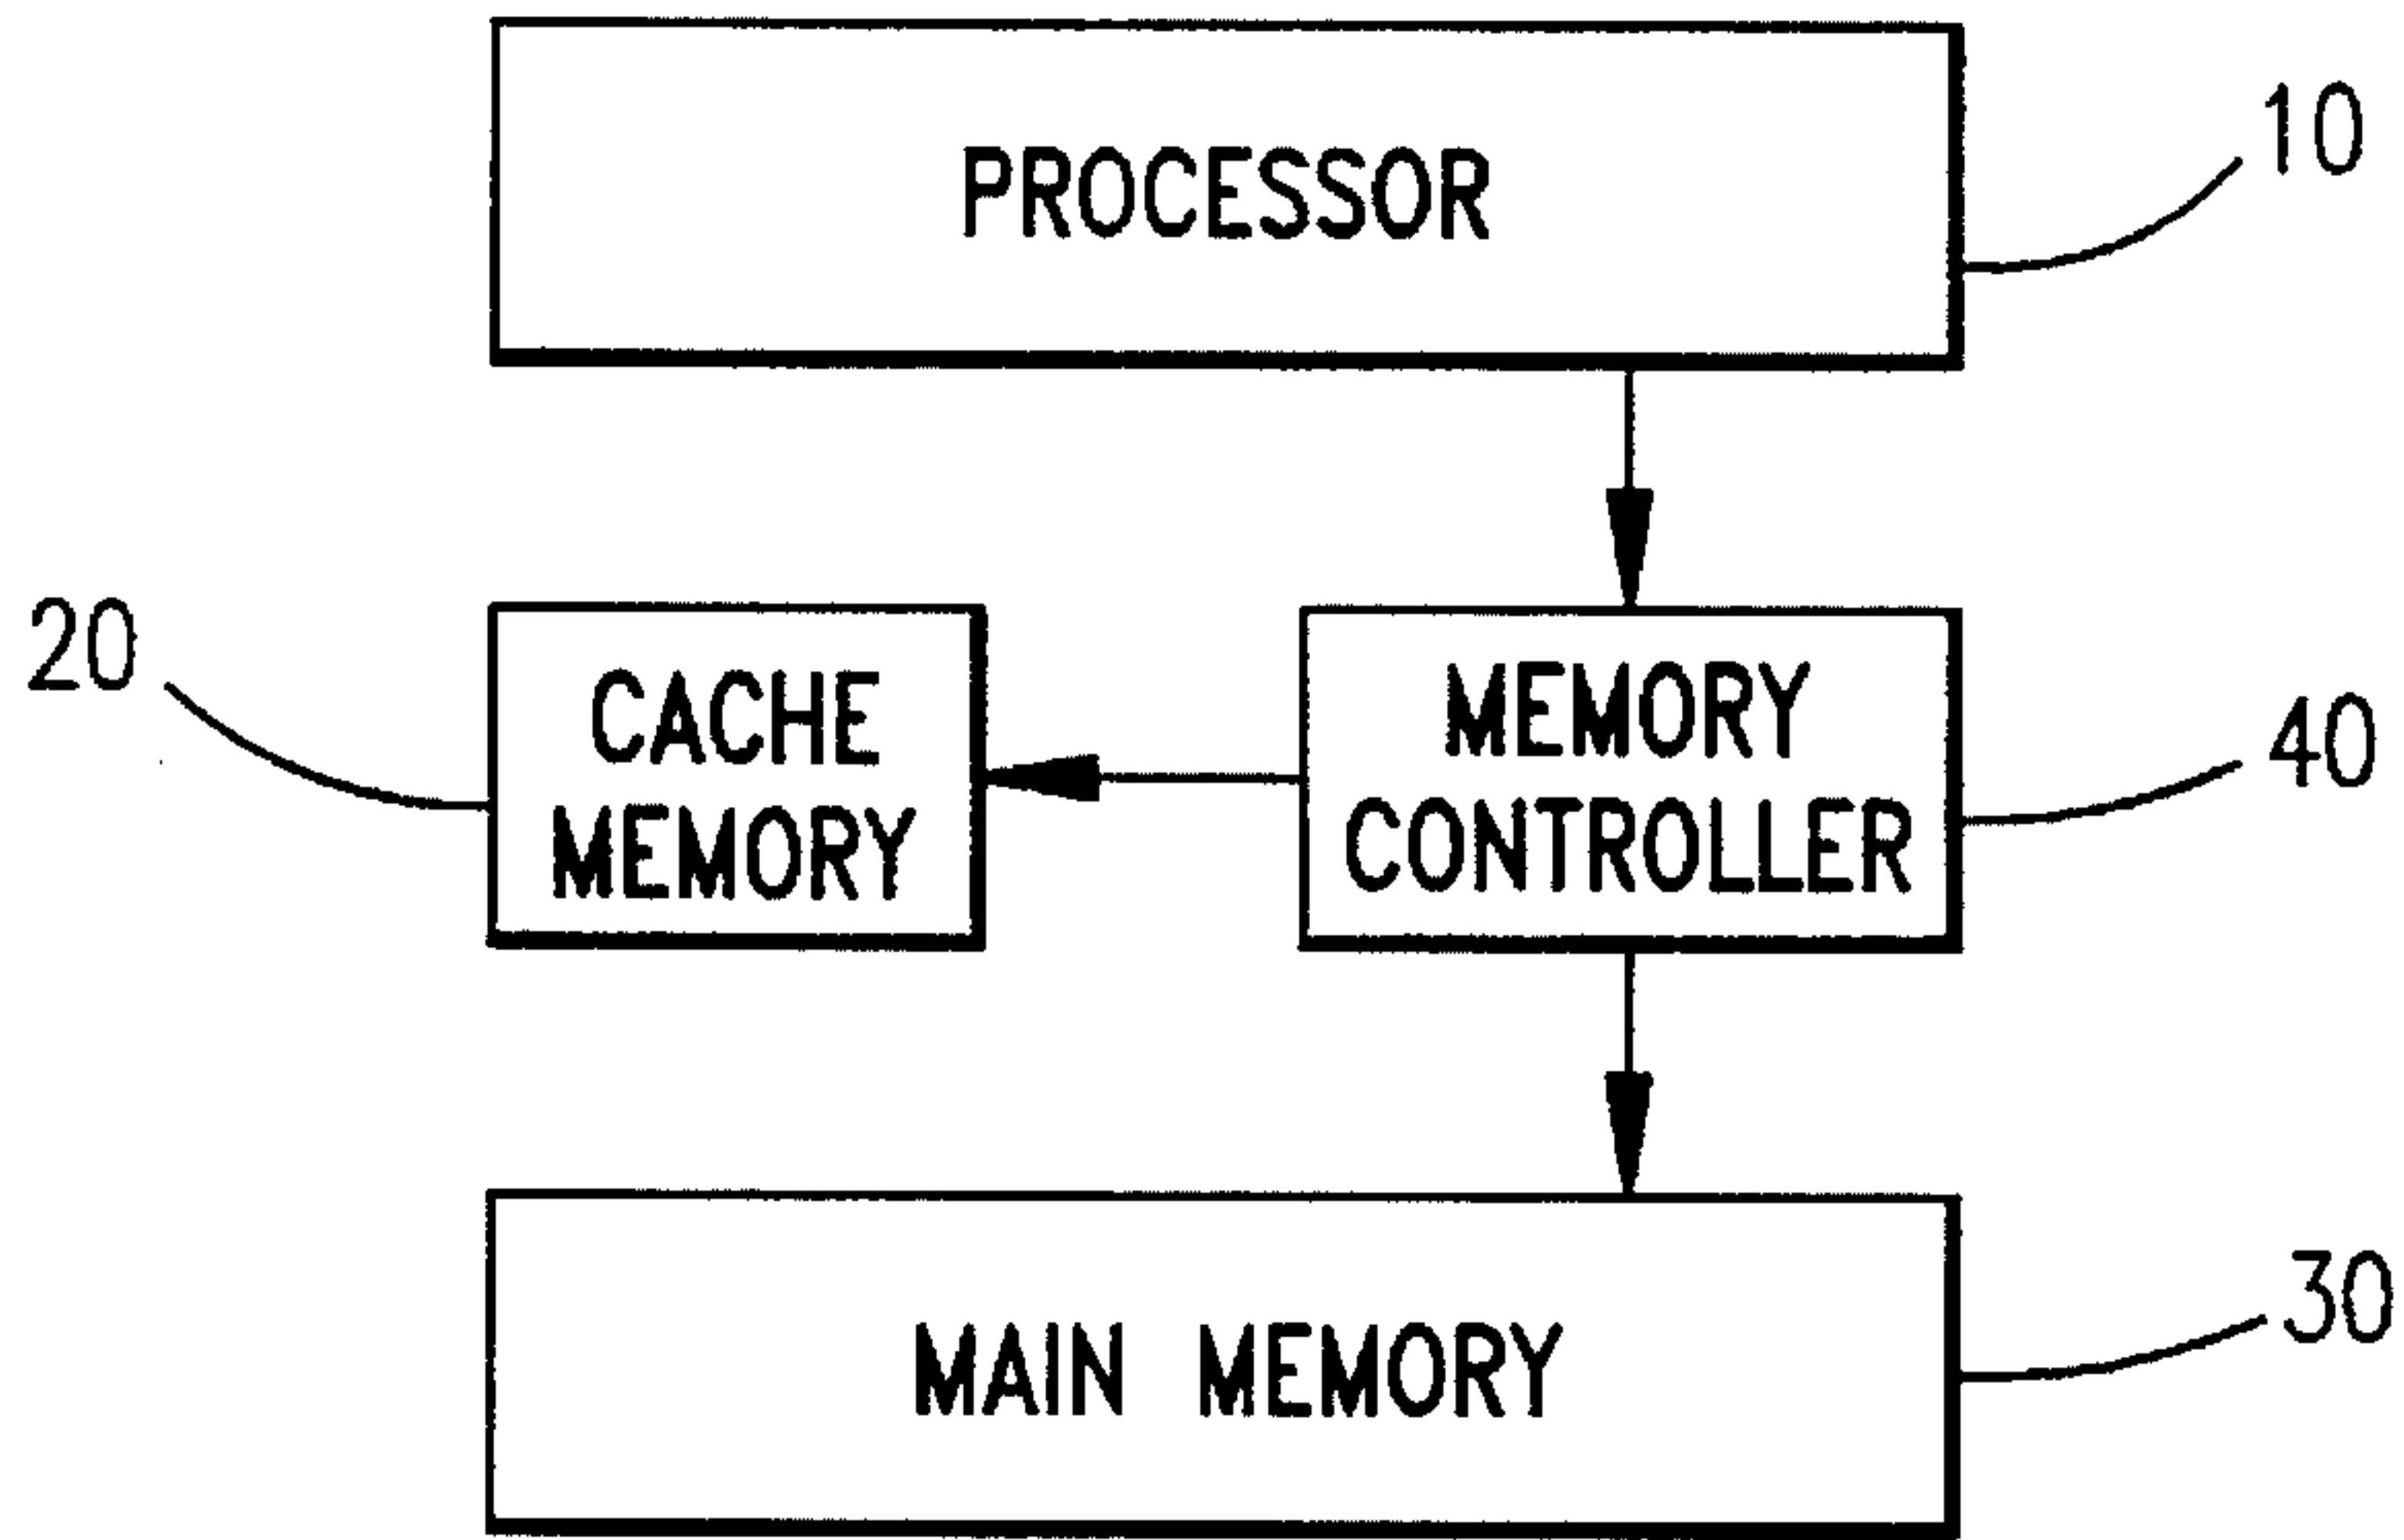 PROCESSOR
10
20
CACHE
MEMORY
MEMORY
CONTROLLER
40
MAIN MEMORY
30